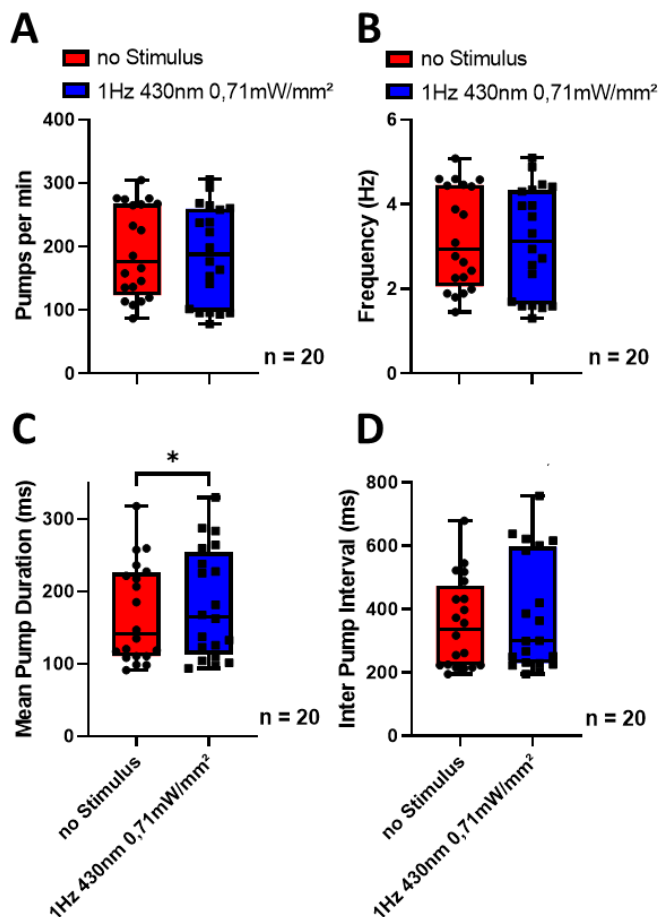 A
no Stimulus
1Hz 430nm 0,71mW/mm²
Pumps per min
400
300
200
100
0
n = 20
B
no Stimulus
1Hz 430nm 0,71mW/mm²
Frequency (Hz)
6
4
2
0
n = 20
C
*
Mean Pump Duration (ms)
300
200
100
0
n = 20
no Stimulus
1Hz 430nm 0,71mW/mm²
D
Inter Pump Interval (ms)
800
600
400
200
0
n = 20
no Stimulus
1Hz 430nm 0,71mW/mm²